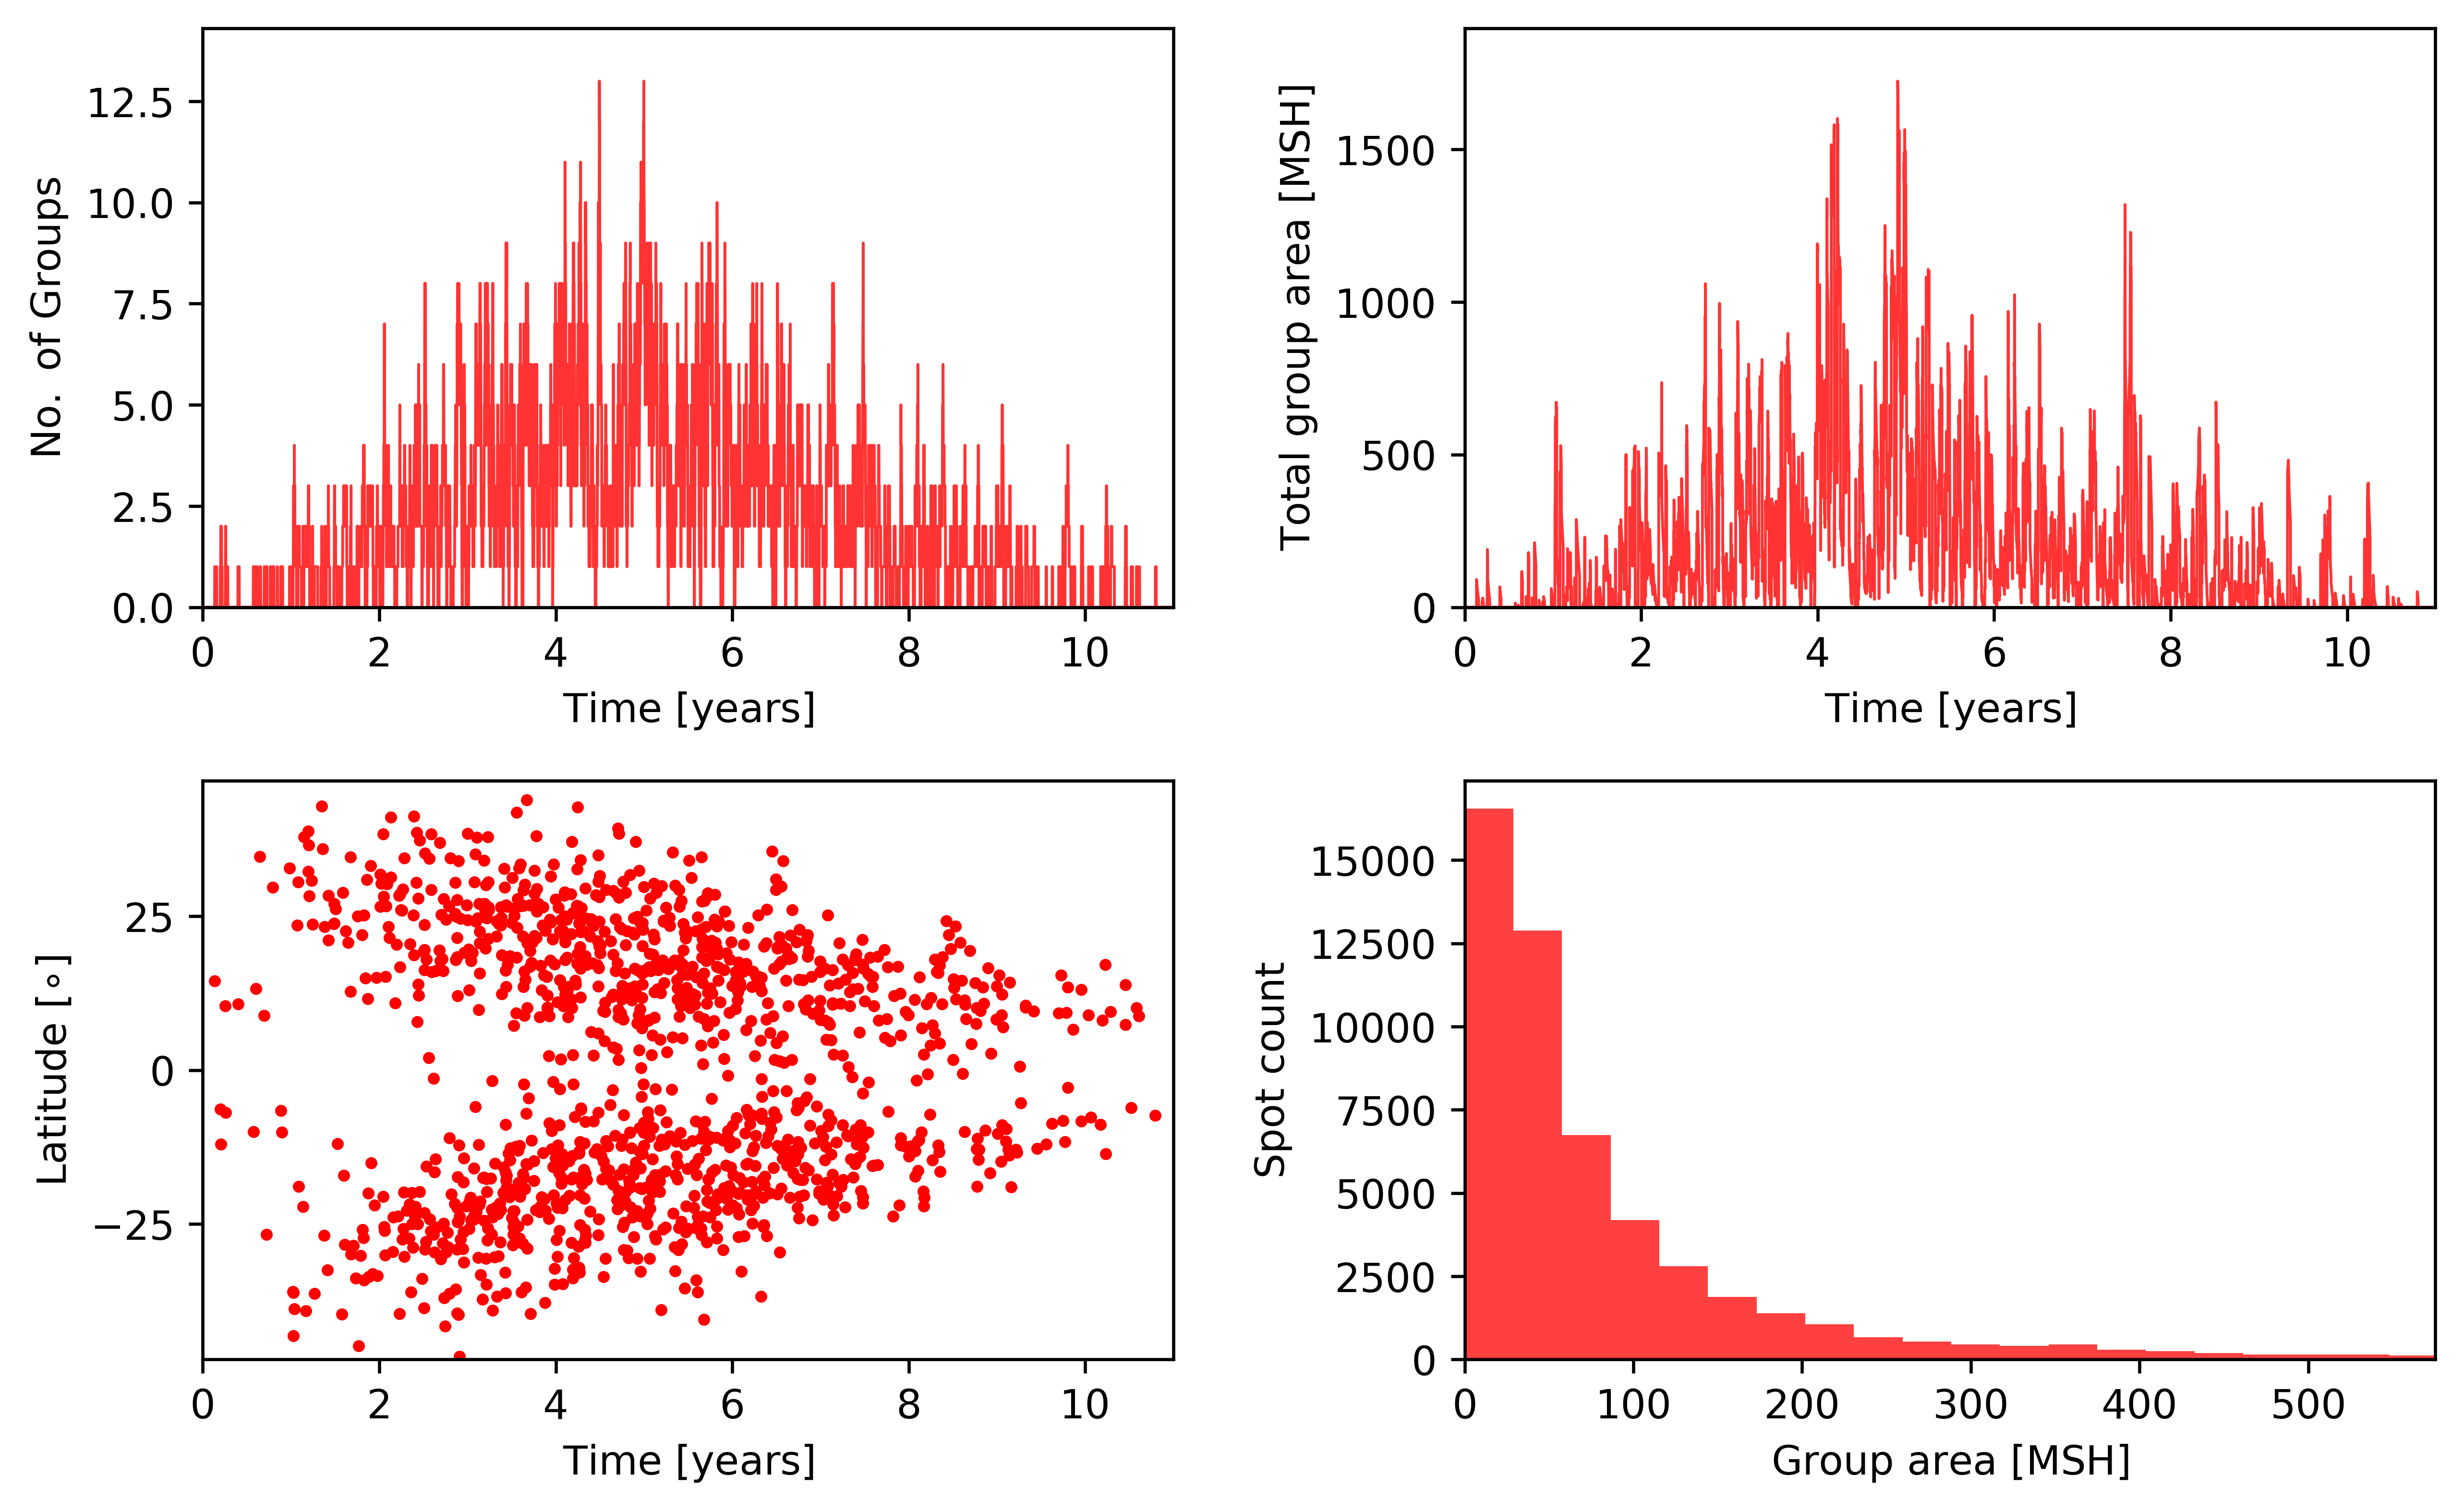 No. of Groups
12.5
10.0
7.5
5.0
2.5
0.0
0 2 4 6 8 10
Time [years]
Total group area [MSH]
1500
1000
500
0
0 2 4 6 8 10
Time [years]
Latitude [∘]
25
0
−25
0 2 4 6 8 10
Time [years]
Spot count
15000
12500
10000
7500
5000
2500
0
0 100 200 300 400 500
Group area [MSH]